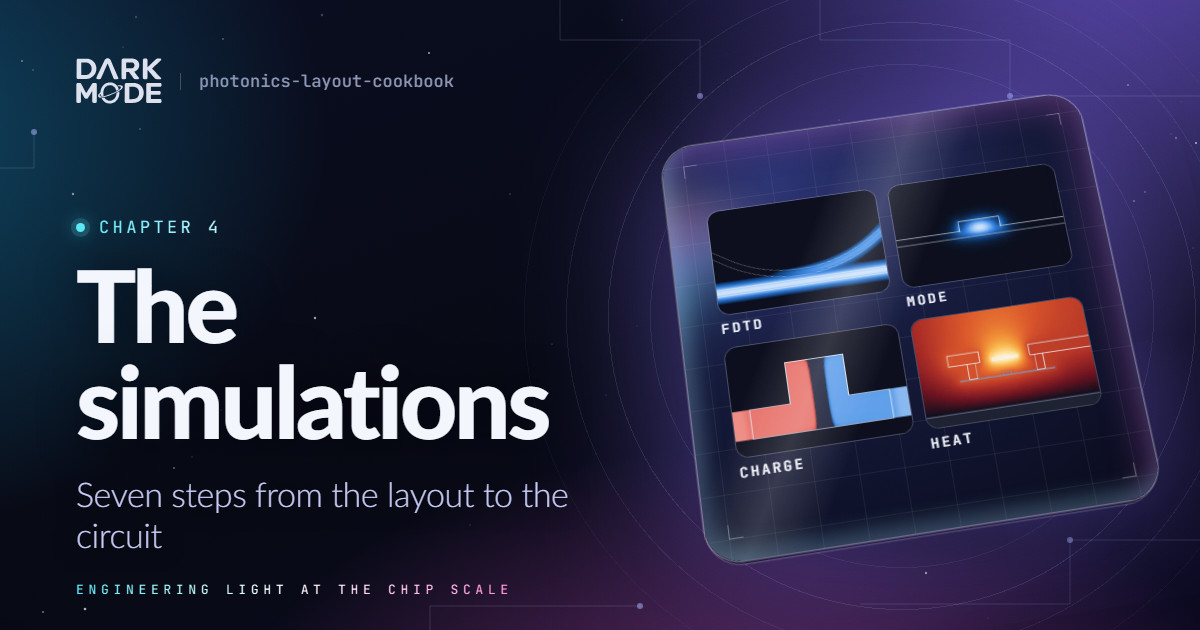 DARK
MODE
photonics-layout-cookbook
CHAPTER 4
The
simulations
Seven steps from the layout to the
circuit
ENGINEERING LIGHT AT THE CHIP SCALE
FDTD
MODE
CHARGE
HEAT